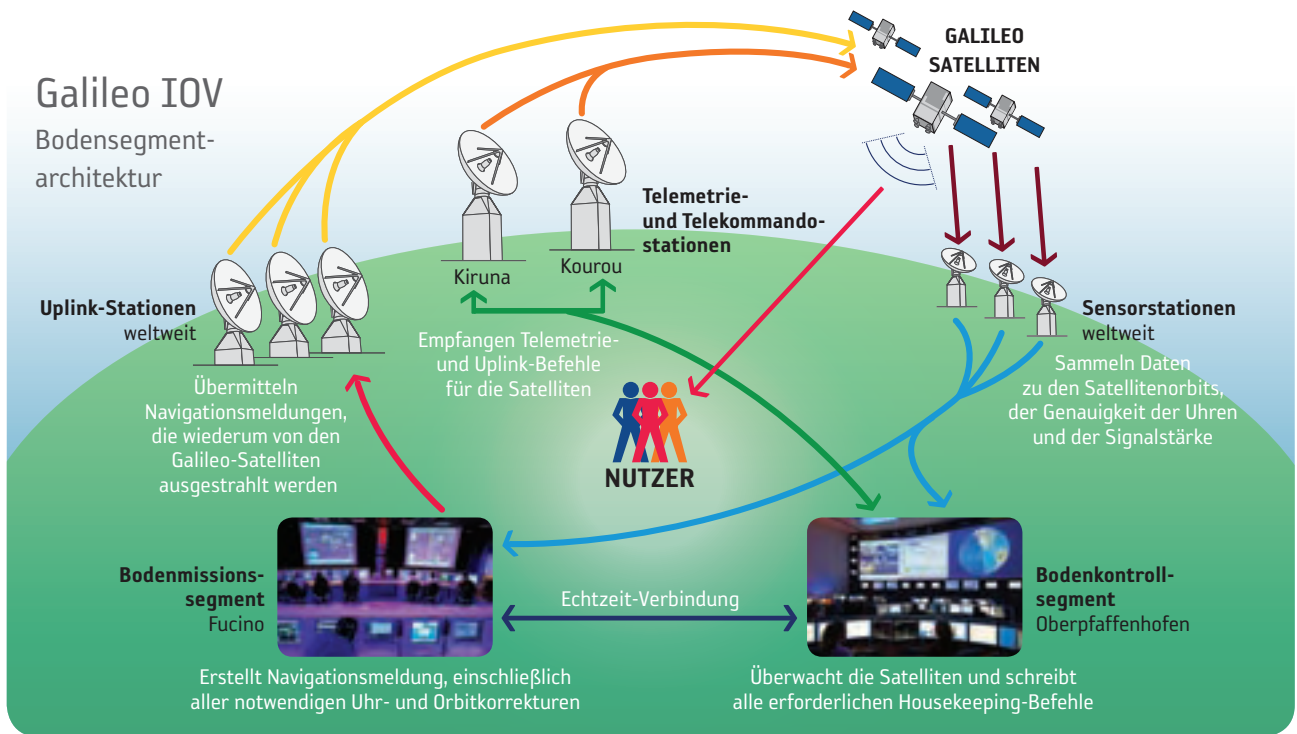 Galileo IOV
Bodensegment-
architektur
GALILEO
SATELLITEN
Telemetrie-
und Telekommando-
stationen
Kiruna
Kourou
Empfangen Telemetrie-
und Uplink-Befehle
für die Satelliten
Uplink-Stationen
weltweit
Übermitteln
Navigationsmeldungen,
die wiederum von den
Galileo-Satelliten
ausgestrahlt werden
Sensorstationen
weltweit
Sammeln Daten
zu den Satellitenorbits,
der Genauigkeit der Uhren
und der Signalstärke
NUTZER
Bodenmissions-
segment
Fucino
Echtzeit-Verbindung
Bodenkontroll-
segment
Oberpfaffenhofen
Erstellt Navigationsmeldung, einschließlich
aller notwendigen Uhr- und Orbitkorrekturen
Überwacht die Satelliten und schreibt
alle erforderlichen Housekeeping-Befehle